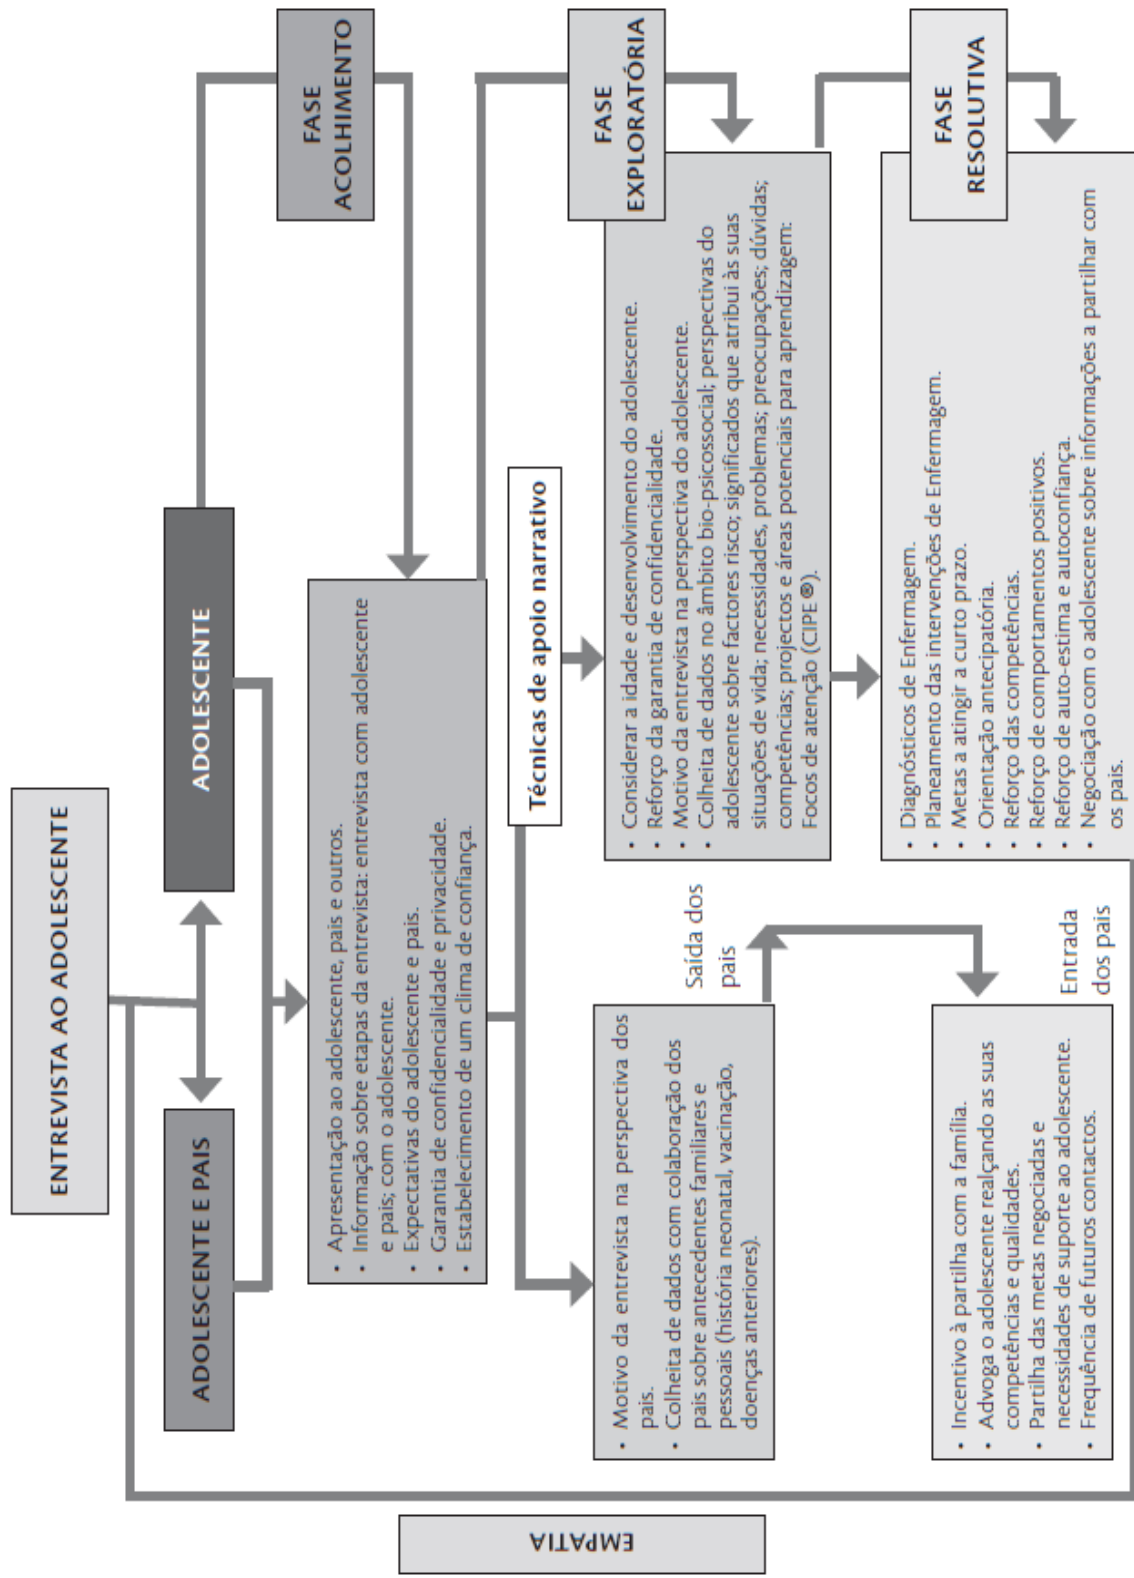 ENTREVISTA AO ADOLESCENTE
ADOLESCENTE E PAIS
ADOLESCENTE
FASE
ACOLHIMENTO
• Apresentação ao adolescente, pais e outros.
• Informação sobre etapas da entrevista: entrevista com adolescente
e pais; com o adolescente.
• Expectativas do adolescente e pais.
• Garantia de confidencialidade e privacidade.
• Estabelecimento de um clima de confiança.
Técnicas de apoio narrativo
FASE
EXPLORATÓRIA
• Motivo da entrevista na perspectiva dos
pais.
• Colheita de dados com colaboração dos
pais sobre antecedentes familiares e
pessoais (história neonatal, vacinação,
doenças anteriores).
Saída dos
pais
• Considerar a idade e desenvolvimento do adolescente.
• Reforço da garantia de confidencialidade.
• Motivo da entrevista na perspectiva do adolescente.
• Colheita de dados no âmbito bio-psicossocial; perspectivas do
adolescente sobre factores risco; significados que atribui às suas
situações de vida; necessidades, problemas; preocupações; dúvidas;
competências; projectos e áreas potenciais para aprendizagem:
Focos de atenção (CIPE ®).
FASE
RESOLUTIVA
• Incentivo à partilha com a família.
• Advoga o adolescente realçando as suas
competências e qualidades.
• Partilha das metas negociadas e
necessidades de suporte ao adolescente.
• Frequência de futuros contactos.
Entrada
dos pais
• Diagnósticos de Enfermagem.
• Planeamento das intervenções de Enfermagem.
• Metas a atingir a curto prazo.
• Orientação antecipatória.
• Reforço das competências.
• Reforço de comportamentos positivos.
• Reforço de auto-estima e autoconfiança.
• Negociação com o adolescente sobre informações a partilhar com
os pais.
EMPATIA